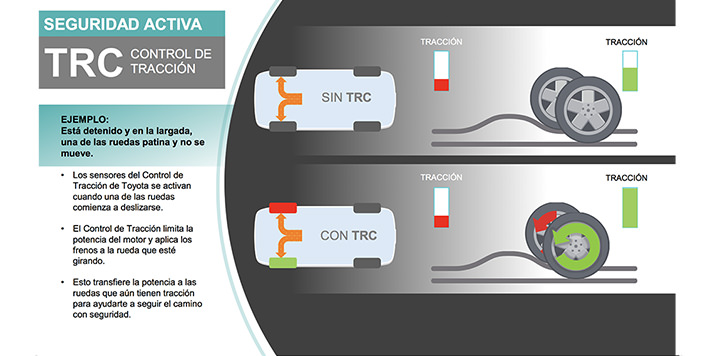 SEGURIDAD ACTIVA
TRC CONTROL DE
TRACCIÓN
EJEMPLO:
Está detenido y en la largada,
una de las ruedas patina y no se
mueve.
• Los sensores del Control de
Tracción de Toyota se activan
cuando una de las ruedas
comienza a deslizarse.
• El Control de Tracción limita la
potencia del motor y aplica los
frenos a la rueda que esté
girando.
• Esto transfiere la potencia a las
ruedas que aún tienen tracción
para ayudarte a seguir el camino
con seguridad.
SIN TRC
TRACCIÓN
TRACCIÓN
CON TRC
TRACCIÓN
TRACCIÓN